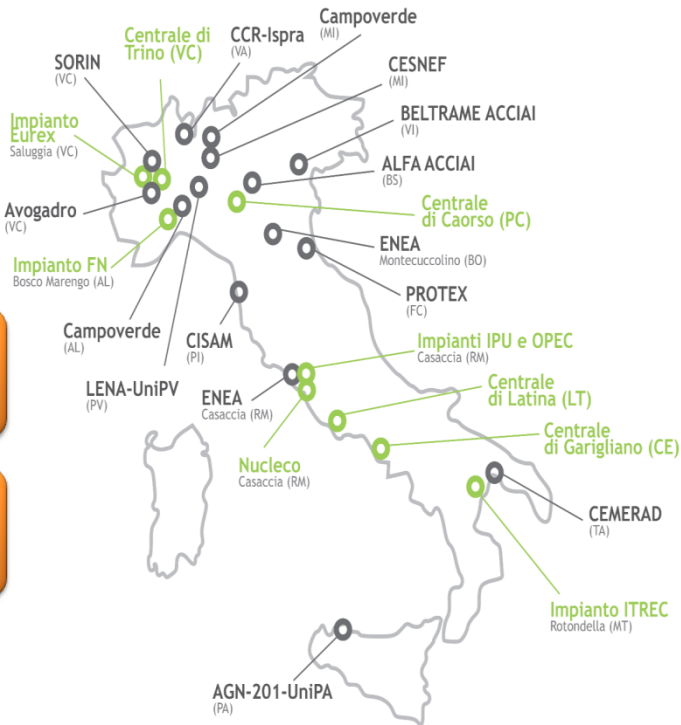 Campoverde
(MI)
Centrale di
Trino (VC)
CCR-Ispra
(VA)
SORIN
(VC)
CESNEF
(MI)
Impianto
Eurex
Saluggia (VC)
BELTRAME ACCIAI
(VI)
ALFA ACCIAI
(BS)
Avogadro
(VC)
Centrale
di Caorso (PC)
ENEA
Montecuccolino (BO)
Impianto FN
Bosco Marengo (AL)
PROTEX
(FC)
Campoverde
(AL)
CISAM
(PI)
Impianti IPU e OPEC
Casaccia (RM)
LENA-UniPV
(PV)
ENEA
Casaccia (RM)
Centrale
di Latina (LT)
Centrale
di Garigliano (CE)
Nucleco
Casaccia (RM)
CEMERAD
(TA)
Impianto ITREC
Rotondella (MT)
AGN-201-UniPA
(PA)